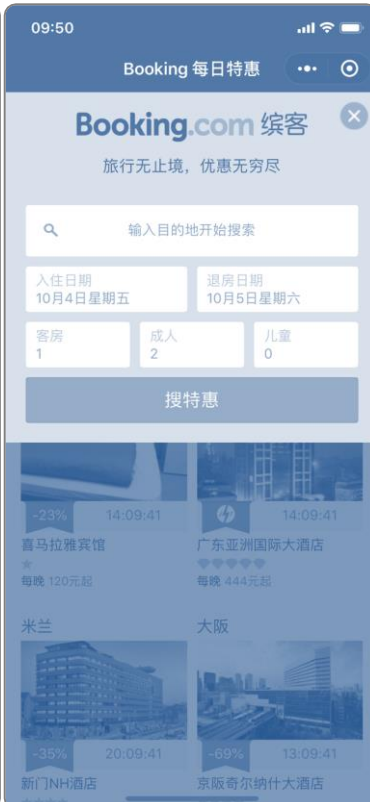 09:50
Booking 每日特惠
Booking.com 缤客
旅行无止境，优惠无穷尽
输入目的地开始搜索
入住日期
10月4日星期五
退房日期
10月5日星期六
客房
1
成人
2
儿童
0
搜特惠
-23% 14:09:41
14:09:41
喜马拉雅宾馆
每晚 120元起
广东亚洲国际大酒店
每晚 444元起
米兰
大阪
-35% 20:09:41
-69% 13:09:41
新门NH酒店
京阪奇尔纳什大酒店